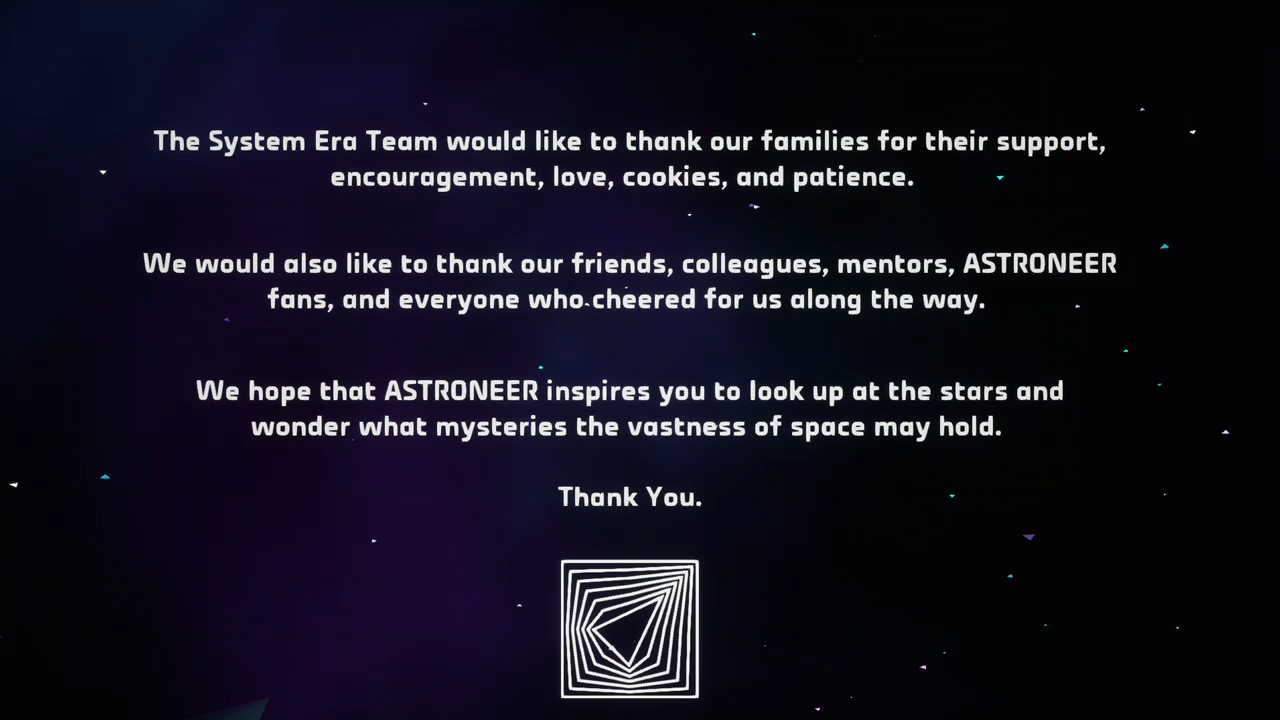 The System Era Team would like to thank our families for their support,
encouragement, love, cookies, and patience.
We would also like to thank our friends, colleagues, mentors, ASTRONEER
fans, and everyone who cheered for us along the way.
We hope that ASTRONEER inspires you to look up at the stars and
wonder what mysteries the vastness of space may hold.
Thank You.